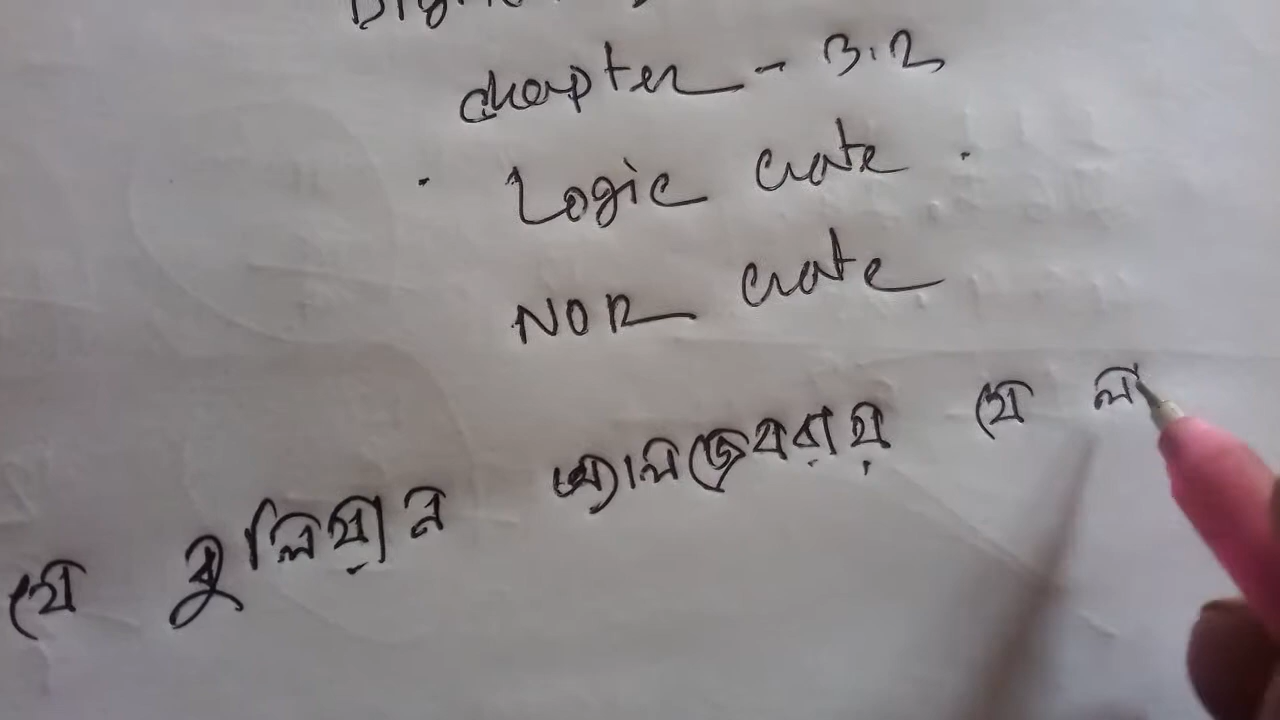 chapter - 3.2
Logic Gate
NOR Gate
যে বুলিয়ান অ্যালজেবরায় যে ল